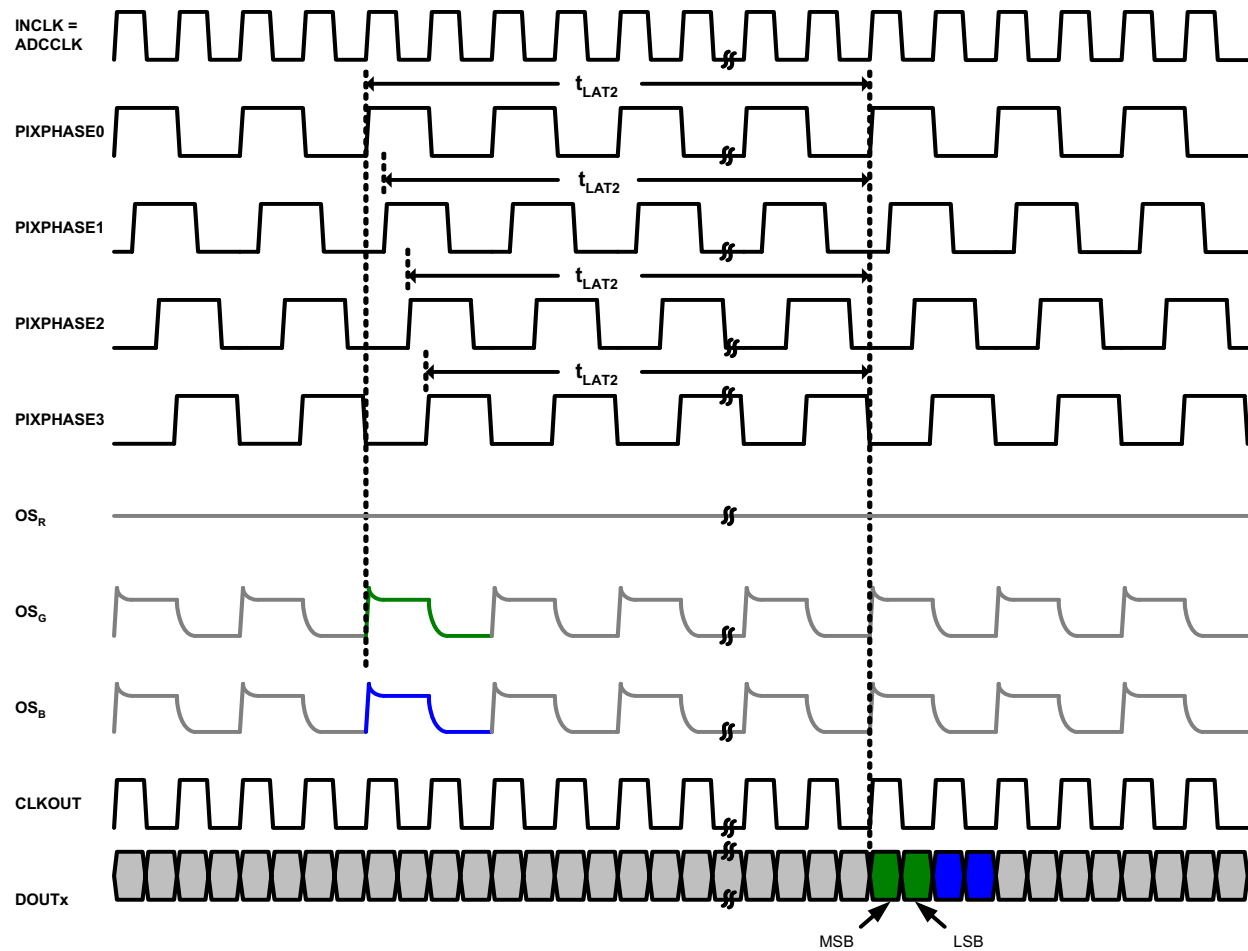 INCLK =
ADCCLK
tLAT2
PIXPHASE0
tLAT2
PIXPHASE1
tLAT2
PIXPHASE2
tLAT2
PIXPHASE3
OSR
OSG
OSB
CLKOUT
DOUTx
MSB LSB